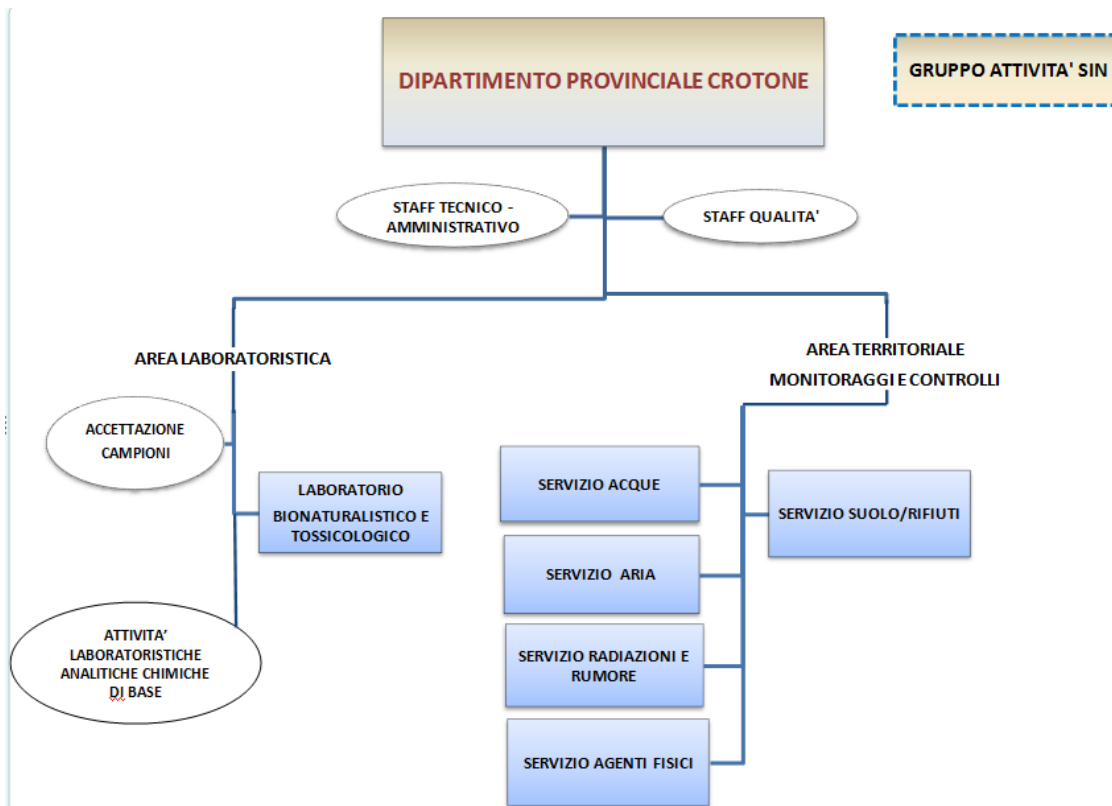 DIPARTIMENTO PROVINCIALE CROTONE
GRUPPO ATTIVITA' SIN
STAFF TECNICO -
AMMINISTRATIVO
STAFF QUALITA'
AREA LABORATORISTICA
AREA TERRITORIALE
MONITORAGGI E CONTROLLI
ACCETTAZIONE
CAMPIONI
LABORATORIO
BIONATURALISTICO E
TOSSICOLOGICO
ATTIVITA’
LABORATORISTICHE
ANALITICHE CHIMICHE
DI BASE
SERVIZIO ACQUE
SERVIZIO SUOLO/RIFIUTI
SERVIZIO ARIA
SERVIZIO RADIAZIONI E
RUMORE
SERVIZIO AGENTI FISICI